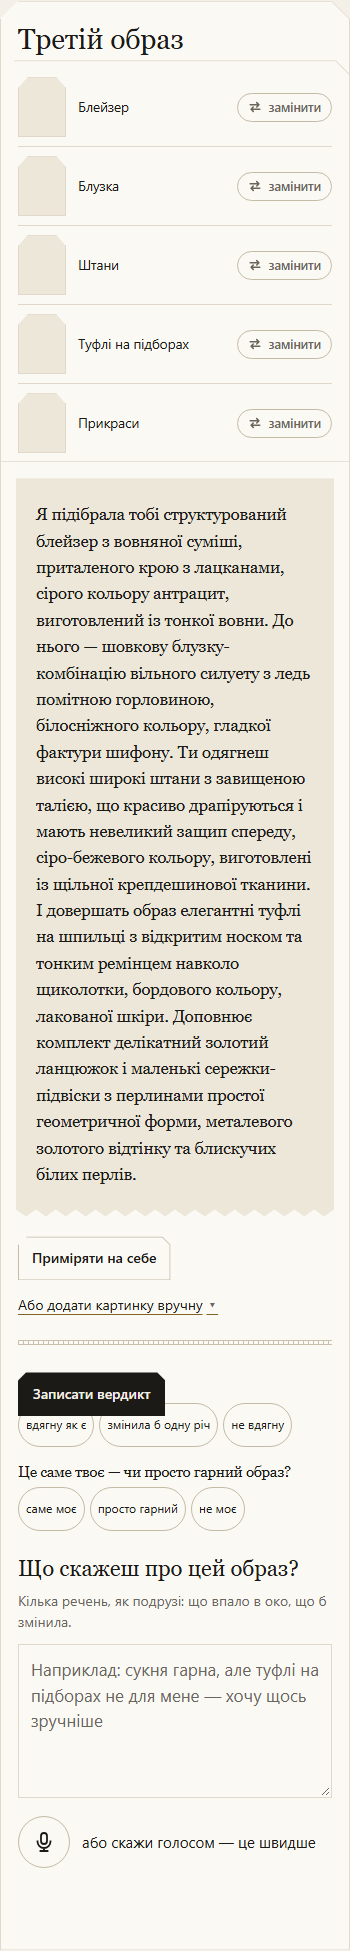 Третій образ
Блейзер
замінити
Блузка
замінити
Штани
замінити
Туфлі на підборах
замінити
Прикраси
замінити
Я підібрала тобі структурований
блейзер з вовняної суміші,
приталеного крою з лацканами,
сірого кольору антрацит,
виготовлений із тонкої вовни. До
нього — шовкову блузку-
комбінацію вільного силуету з ледь
помітною горловиною,
білосніжного кольору, гладкої
фактури шифону. Ти одягнеш
високі широкі штани з завищеною
талією, що красиво драпіруються і
мають невеликий защип спереду,
сіро-бежевого кольору, виготовлені
із щільної крепдешинової тканини.
І довершать образ елегантні туфлі
на шпильці з відкритим носком та
тонким ремінцем навколо
щиколотки, бордового кольору,
лакованої шкіри. Доповнює
комплект делікатний золотий
ланцюжок і маленькі сережки-
підвіски з перлинами простої
геометричної форми, металевого
золотого відтінку та блискучих
білих перлів.
Приміряти на себе
Або додати картинку вручну
Записати вердикт
вдягну як є
змінила б одну річ
не вдягну
Це саме твоє — чи просто гарний образ?
саме моє
просто гарний
не моє
Що скажеш про цей образ?
Кілька речень, як подрузі: що впало в око, що б
змінила.
Наприклад: сукня гарна, але туфлі на
підборах не для мене — хочу щось
зручніше
або скажи голосом — це швидше